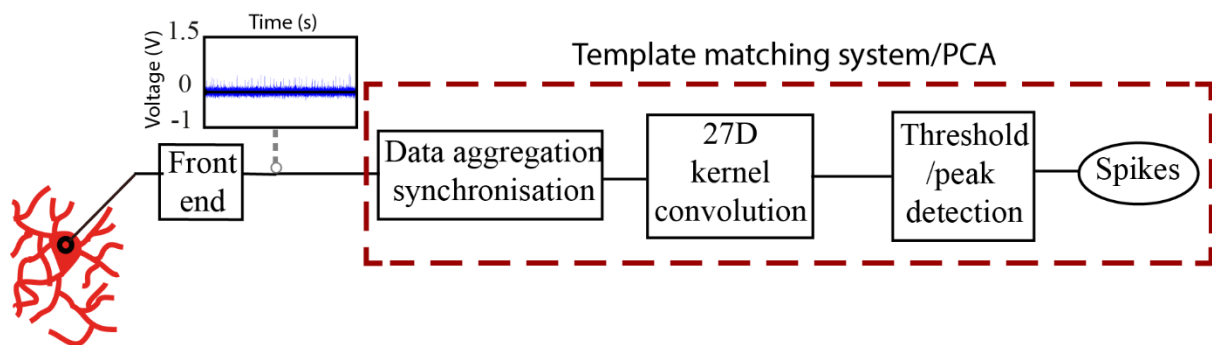 Time (s)
Voltage (V)
1.5
0
-1
Template matching system/PCA
Front
end
Data aggregation
synchronisation
27D
kernel
convolution
Threshold
/peak
detection
Spikes